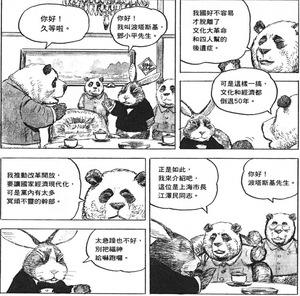 你好！
久等啦。
你好！
我叫波塔斯基，
鄧小平先生。
我國好不容易
才脫離了
文化大革命
和四人幫的
後遺症。
可是這樣一搞，
文化和經濟都
倒退50年。
我推動改革開放，
要讓國家經濟現代化，
可是黨內有太多
冥頑不靈的幹部。
太急躁也不好，
別把福神
給嚇跑囉。
正是如此，
我來介紹吧，
這位是上海市長
江澤民同志。
你好！
波塔斯基先生。